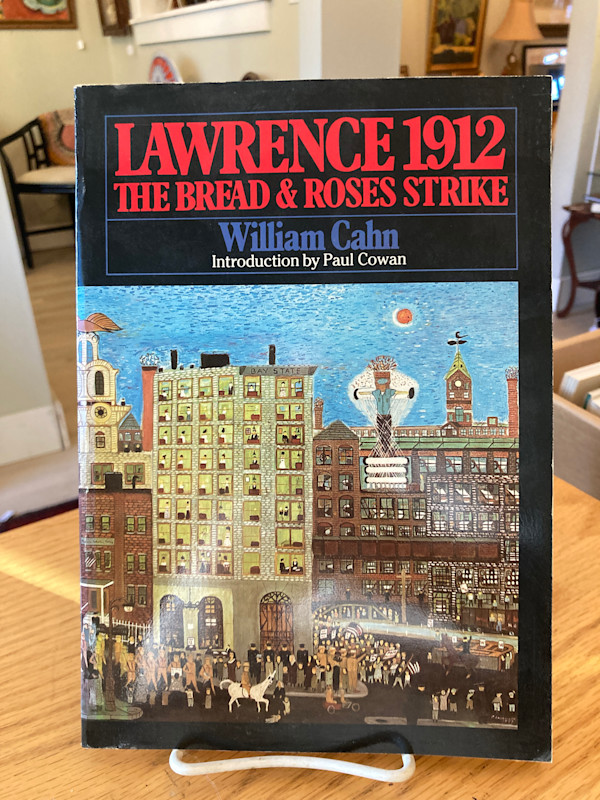 LAWRENCE 1912
THE BREAD & ROSES STRIKE
William Cahn
Introduction by Paul Cowan
BAY STATE